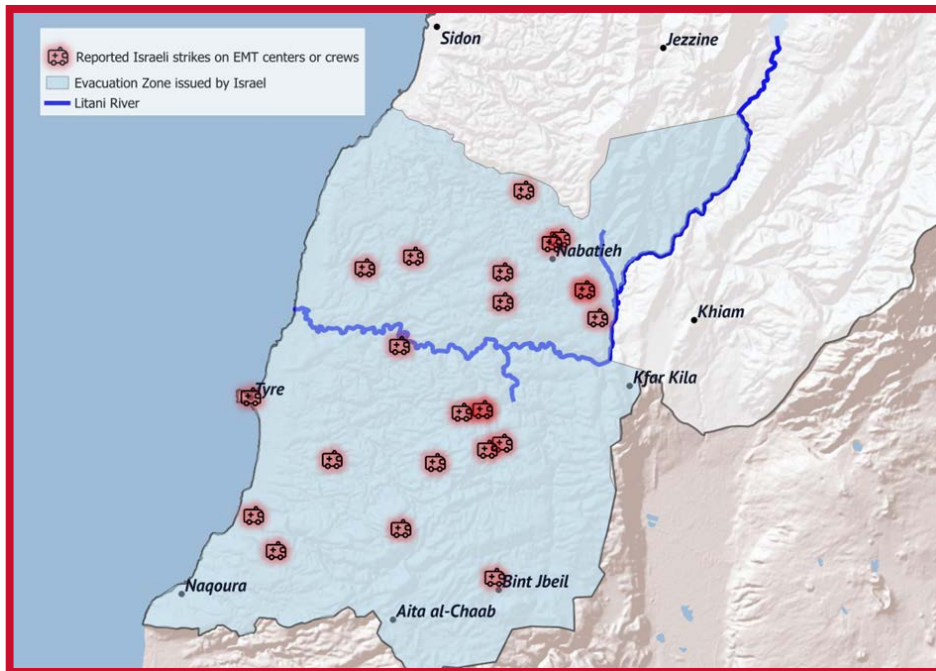 Sidon
Jezzine
Reported Israeli strikes on EMT centers or crews
Evacuation Zone issued by Israel
Litani River
Nabatieh
Khiam
Kfar Kila
Tyre
Bint Jbeil
Naqoura
Aita al-Chaab